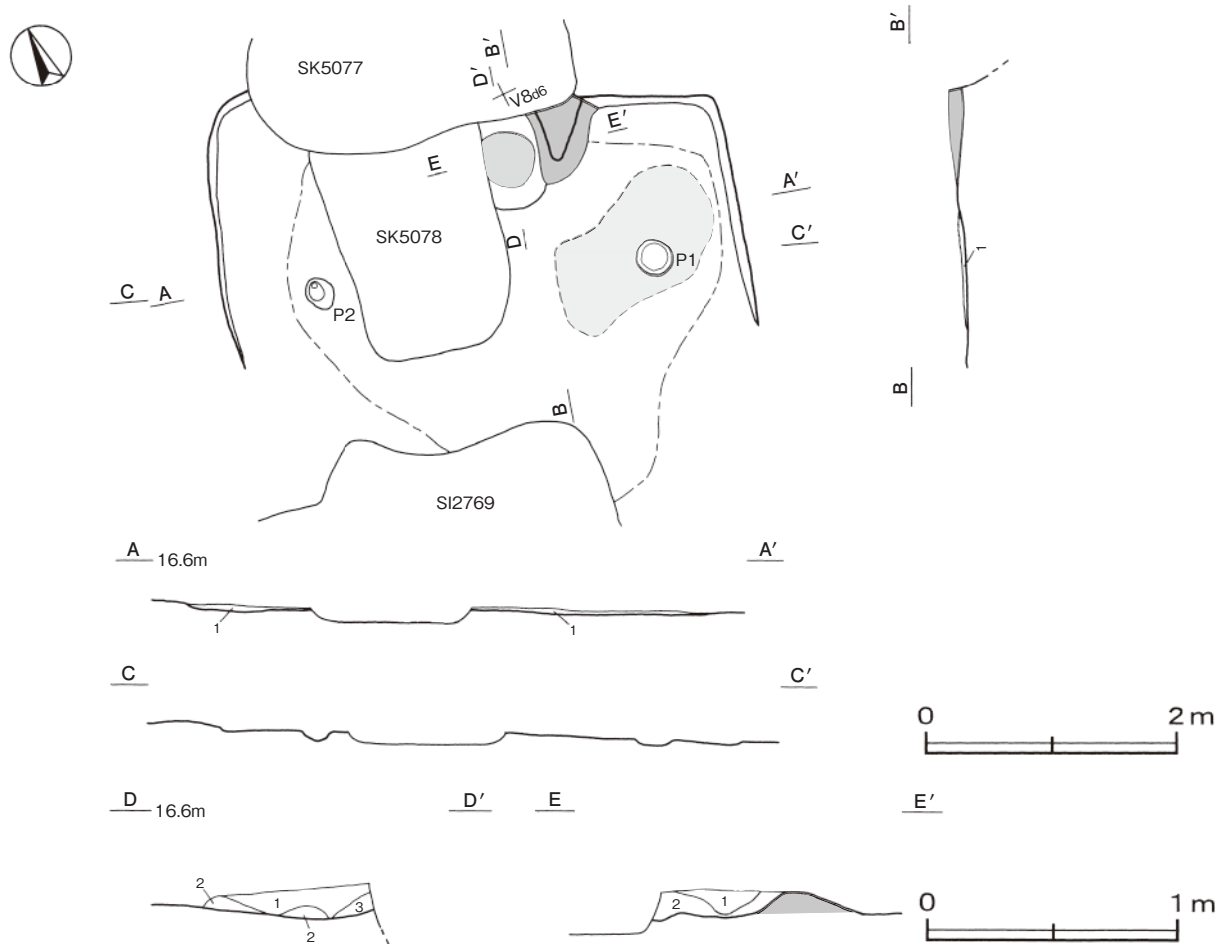 B′
SK5077
B′
D′
V8d6
E′
E
A′
SK5078
D
C′
P1
C A
P2
B
B
1
SI2769
A 16.6m
A′
1
1
C
C′
0 2 m
D 16.6m
D′
E
E′
2
1
3
2
2
1
0 1 m